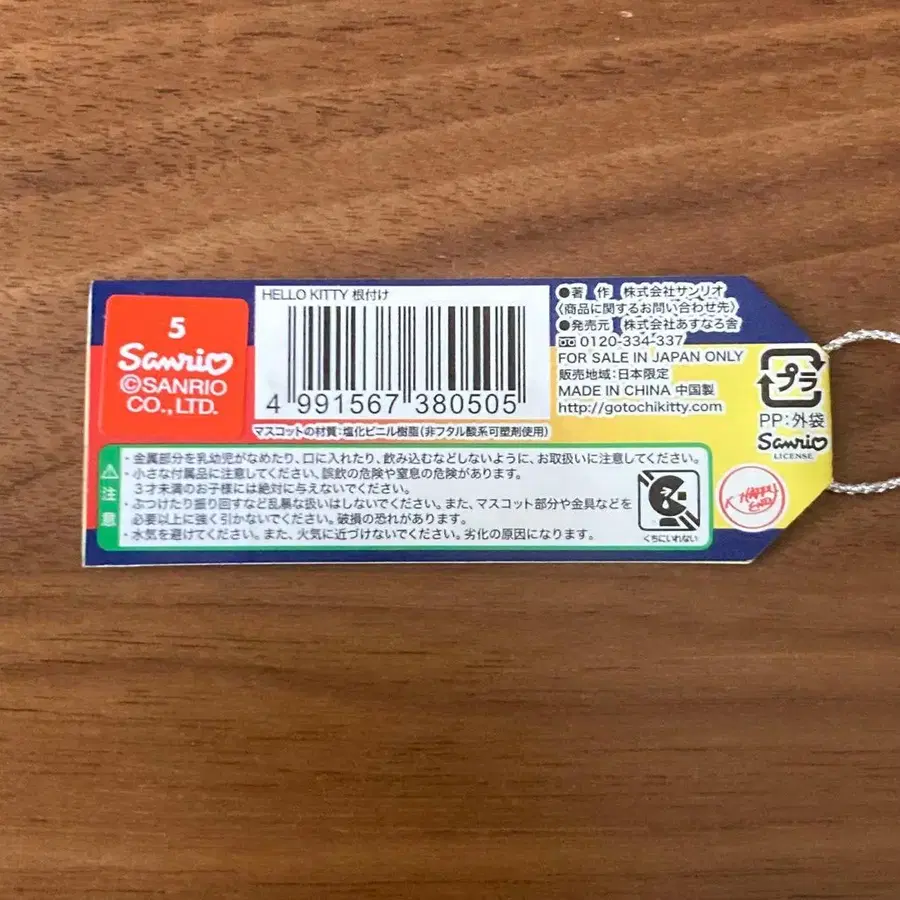 5
Sanrio
©SANRIO
CO., LTD.
HELLO KITTY 根付け
4 991567 380505
マスコットの材質：塩化ビニル樹脂（非フタル酸系可塑剤使用）
●著 作 株式会社サンリオ
〈商品に関するお問い合わせ先〉
●発売元 株式会社あすなろ舎
0120-334-337
FOR SALE IN JAPAN ONLY
販売地域：日本限定
MADE IN CHINA 中国製
http://gotochikitty.com
プラ
PP：外袋
Sanrio
LICENSE
注意
・金属部分を乳幼児がなめたり、口に入れたり、飲み込むなどしないように、お取扱いに注意してください。
・小さな付属品に注意してください。誤飲の危険や窒息の危険があります。
３才未満のお子様には絶対に与えないでください。
・ぶつけたり振り回すなど乱暴な扱いはしないでください。また、マスコット部分や金具などを
必要以上に強く引かないでください。破損の恐れがあります。
・水気を避けてください。また、火気に近づけないでください。劣化の原因になります。
くちにいれない
HAPPY